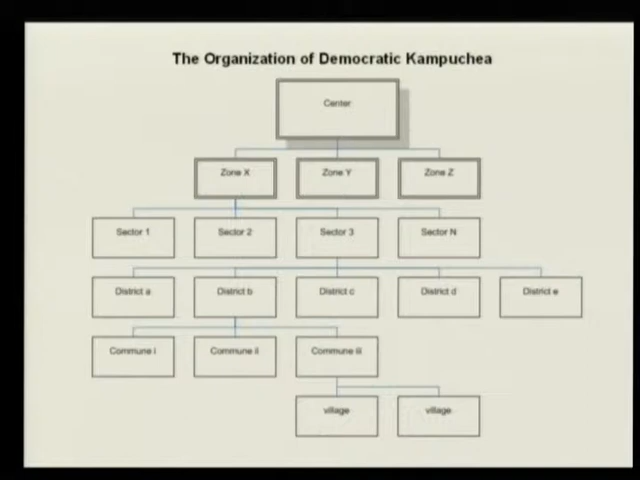 The Organization of Democratic Kampuchea
Center
Zone X
Zone Y
Zone Z
Sector 1
Sector 2
Sector 3
Sector N
District a
District b
District c
District d
District e
Commune i
Commune ii
Commune iii
village
village